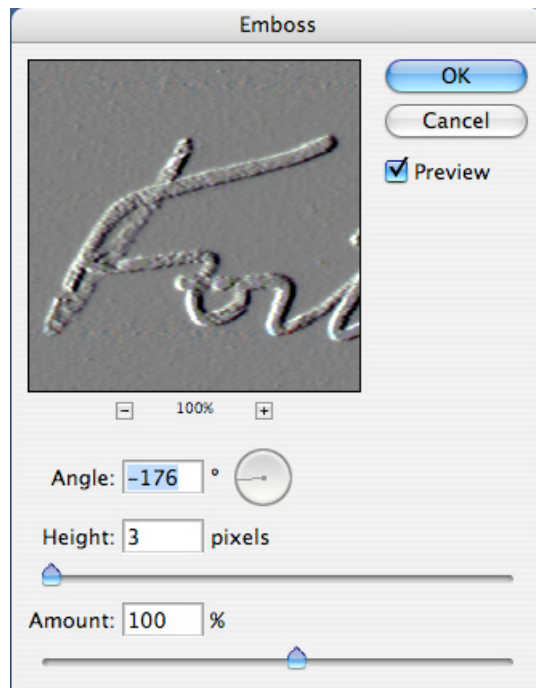 Emboss
OK
Cancel
Preview
100%
Angle: -176 °
Height: 3 pixels
Amount: 100 %